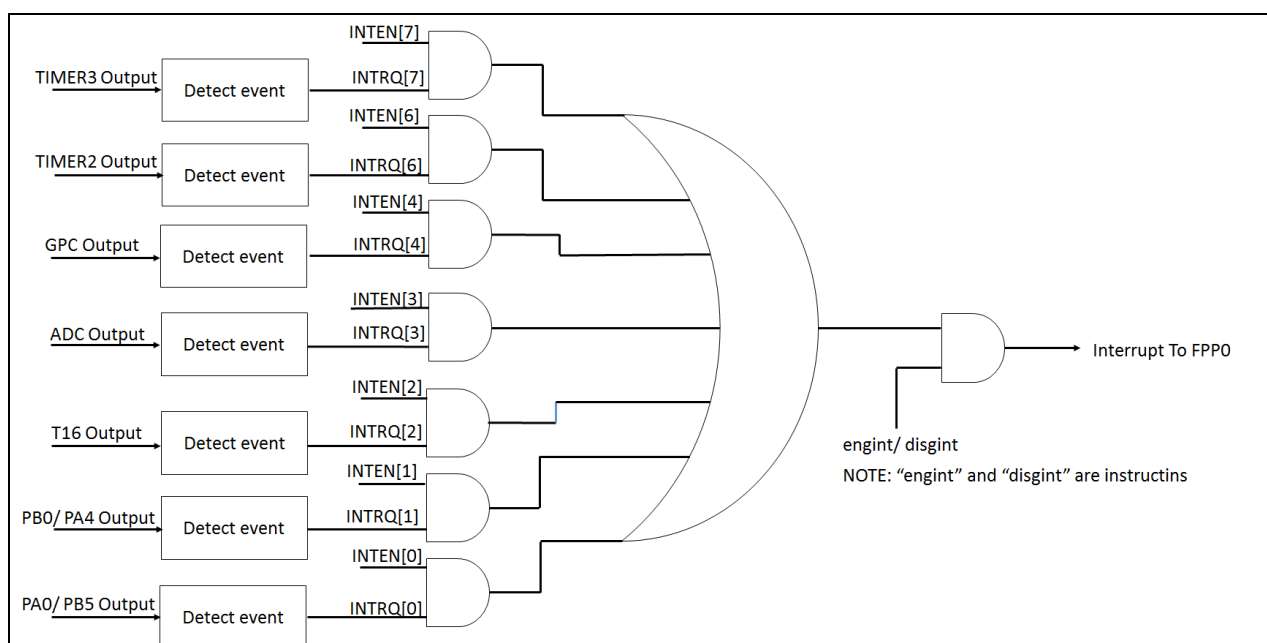 INTEN[7]
TIMER3 Output
Detect event
INTRQ[7]
INTEN[6]
TIMER2 Output
Detect event
INTRQ[6]
INTEN[4]
GPC Output
Detect event
INTRQ[4]
INTEN[3]
ADC Output
Detect event
INTRQ[3]
Interrupt To FPP0
INTEN[2]
T16 Output
Detect event
INTRQ[2]
engint/ disgint
NOTE: “engint” and “disgint” are instructins
INTEN[1]
PB0/ PA4 Output
Detect event
INTRQ[1]
INTEN[0]
PA0/ PB5 Output
Detect event
INTRQ[0]